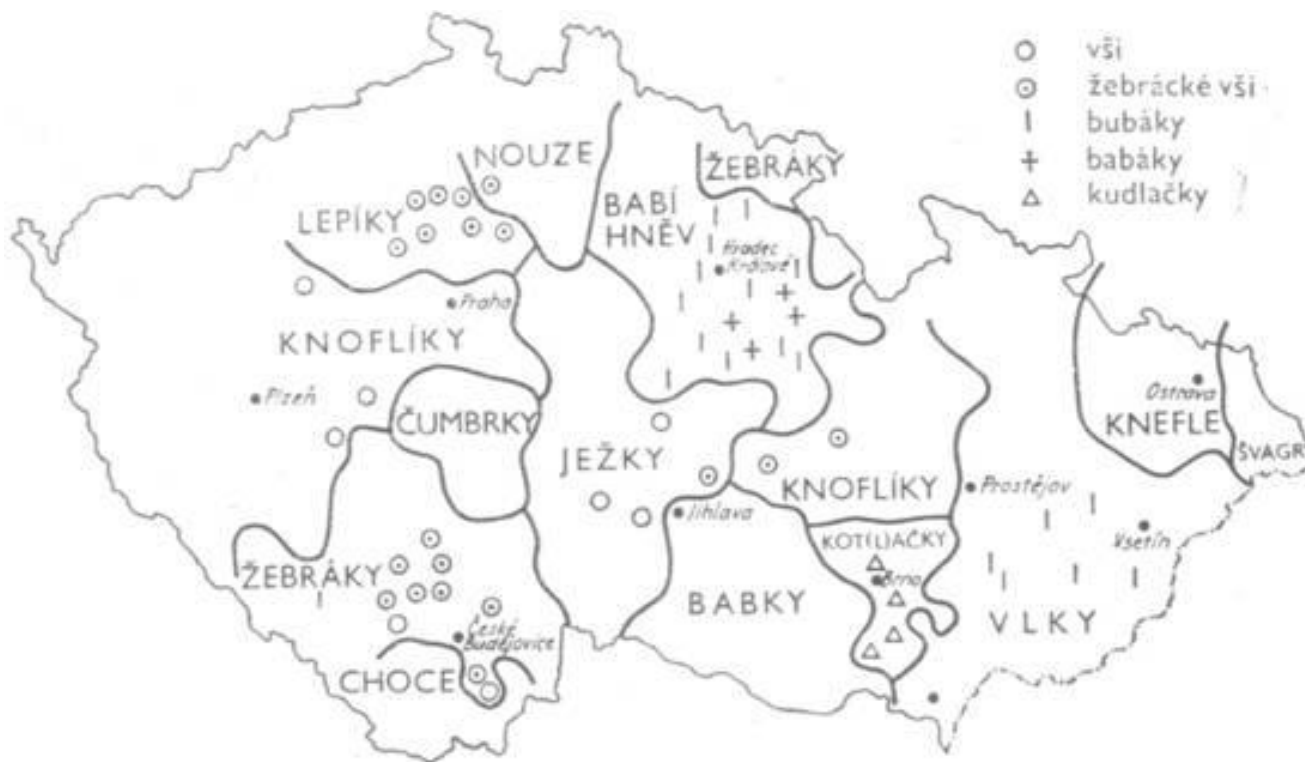 vši
žebrácké vši
bubáky
babáky
kudlačky
NOUZE
ŽEBRÁKY
LEPÍKY
BABÍ
HNĚV
Hradec
Králové
Praha
KNOFLÍKY
Plzeň
ČUMBRKY
Ostrava
KNEFLE
JEŽKY
ŠVAGR
KNOFLÍKY
Prostějov
Jihlava
Vsetín
KOT(L)AČKY
ŽEBRÁKY
Brno
BABKY
VLKY
České
Budějovice
CHOCE